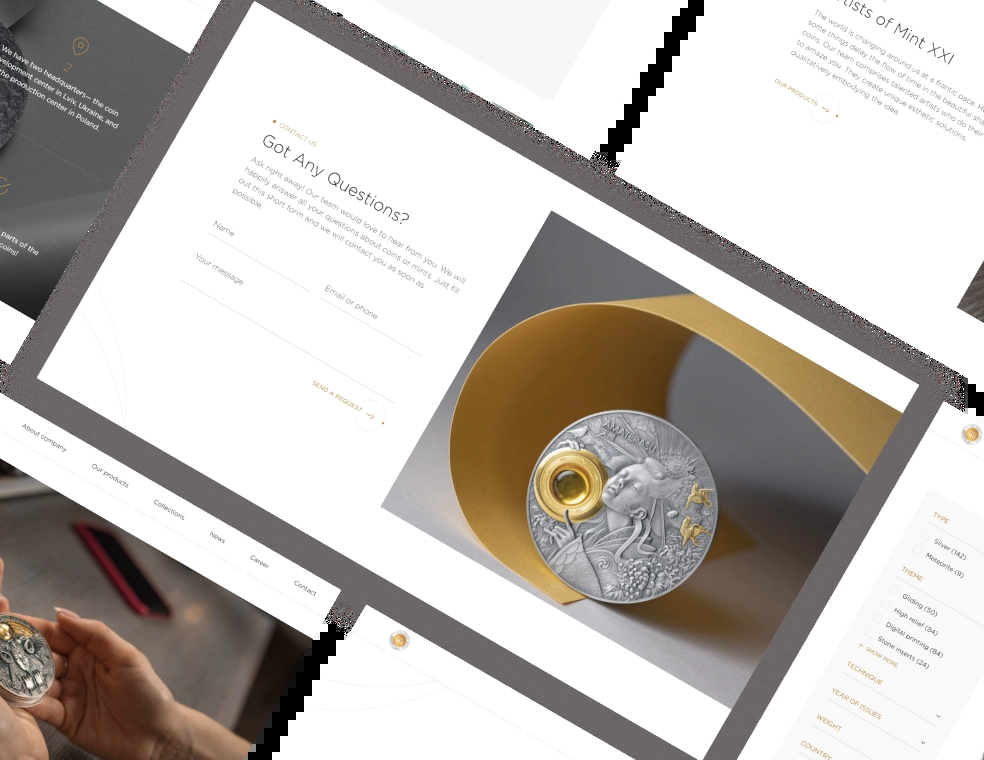 2
We have two headquarters— the coin
development center in Lviv, Ukraine, and
the production center in Poland.
parts of the
coins!
CONTACT US
Got Any Questions?
Ask right away! Our team would love to hear from you. We will
happily answer all your questions about coins or mints. Just fill
out this short form and we will contact you as soon as
possible.
Name
Email or phone
Your message
SEND A REQUEST
AMATERASU
Artists of Mint XXI
The world is changing around us at a frantic pace.
some things delay the flow of time in the beautiful
coins. Our team comprises talented artists who do their
to amaze you. They create unique esthetic solutions,
qualitatively embodying the idea.
OUR PRODUCTS
About company
Our products
Collections
News
Career
Contact
TYPE
Silver (142)
Meteorite (9)
THEME
Gilding (50)
High relief (84)
Digital printing (84)
Stone inserts (24)
+ SHOW MORE
TECHNIQUE
YEAR OF ISSUES
WEIGHT
COUNTRY